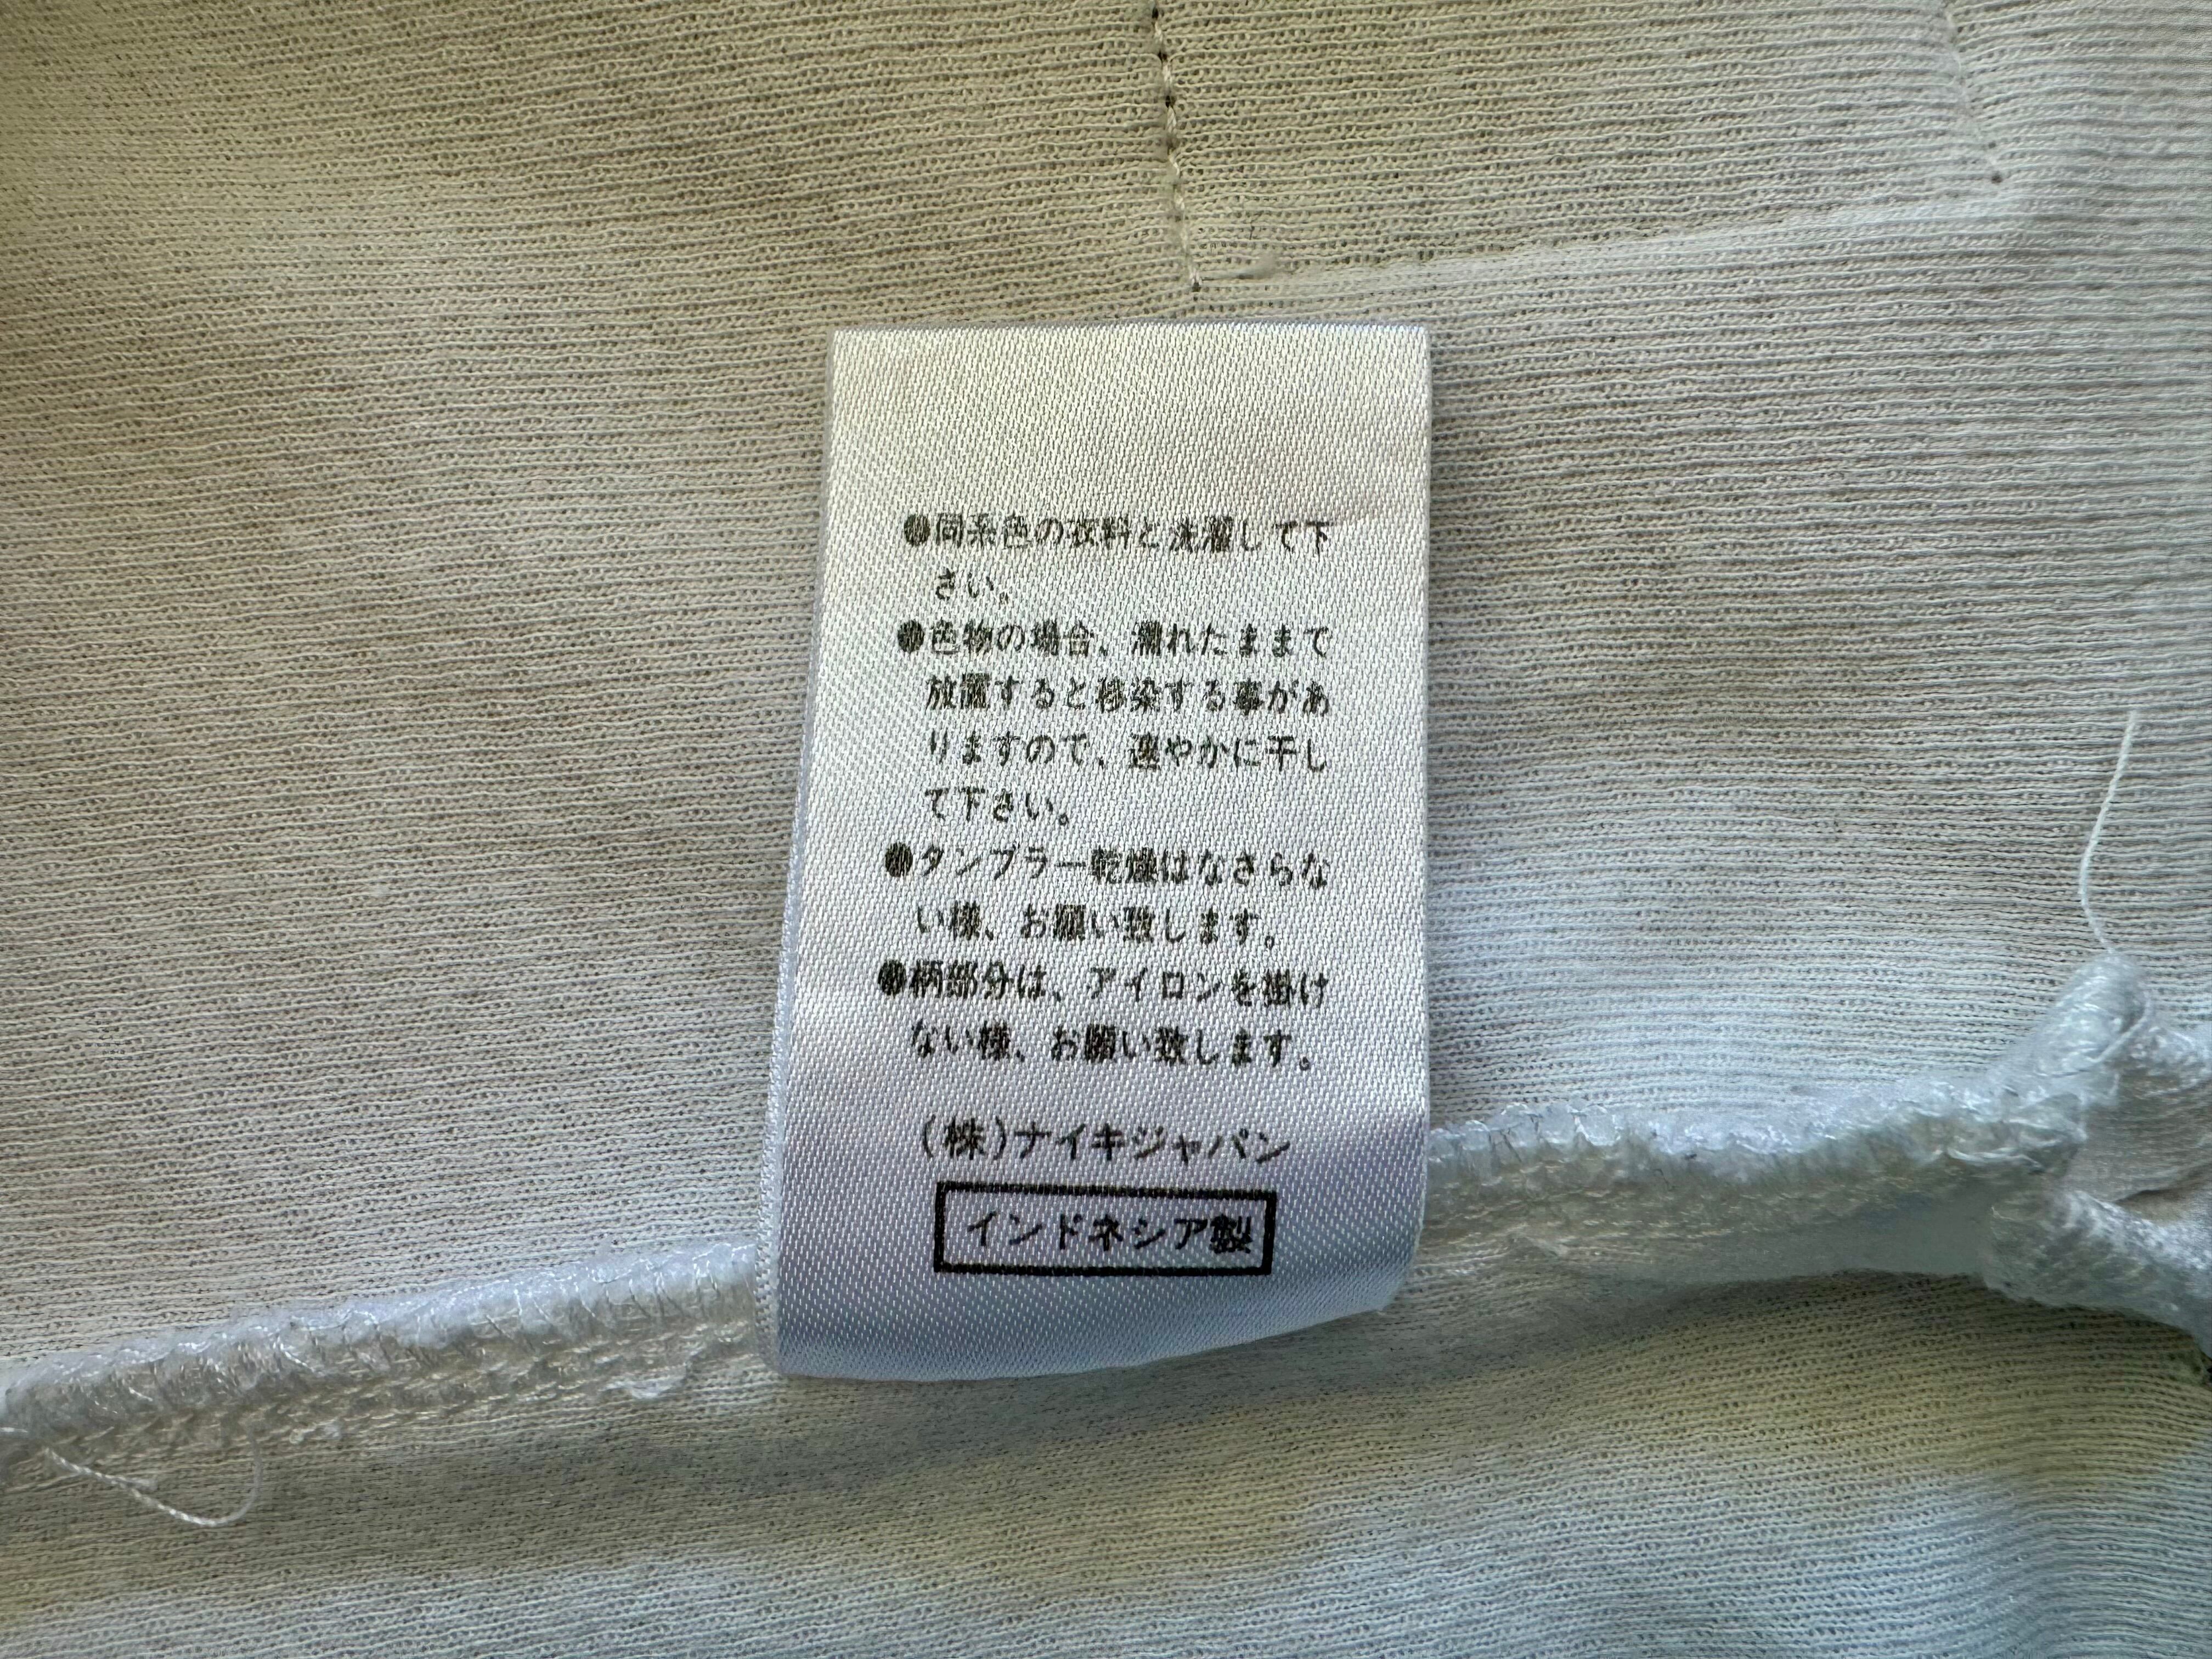 ●同系色の衣料と洗濯して下
さい。
●色物の場合、濡れたままで
放置すると移染する事があ
りますので、速やかに干し
て下さい。
●タンブラー乾燥はなさらな
い様、お願い致します。
●柄部分は、アイロンを掛け
ない様、お願い致します。
(株)ナイキジャパン
インドネシア製